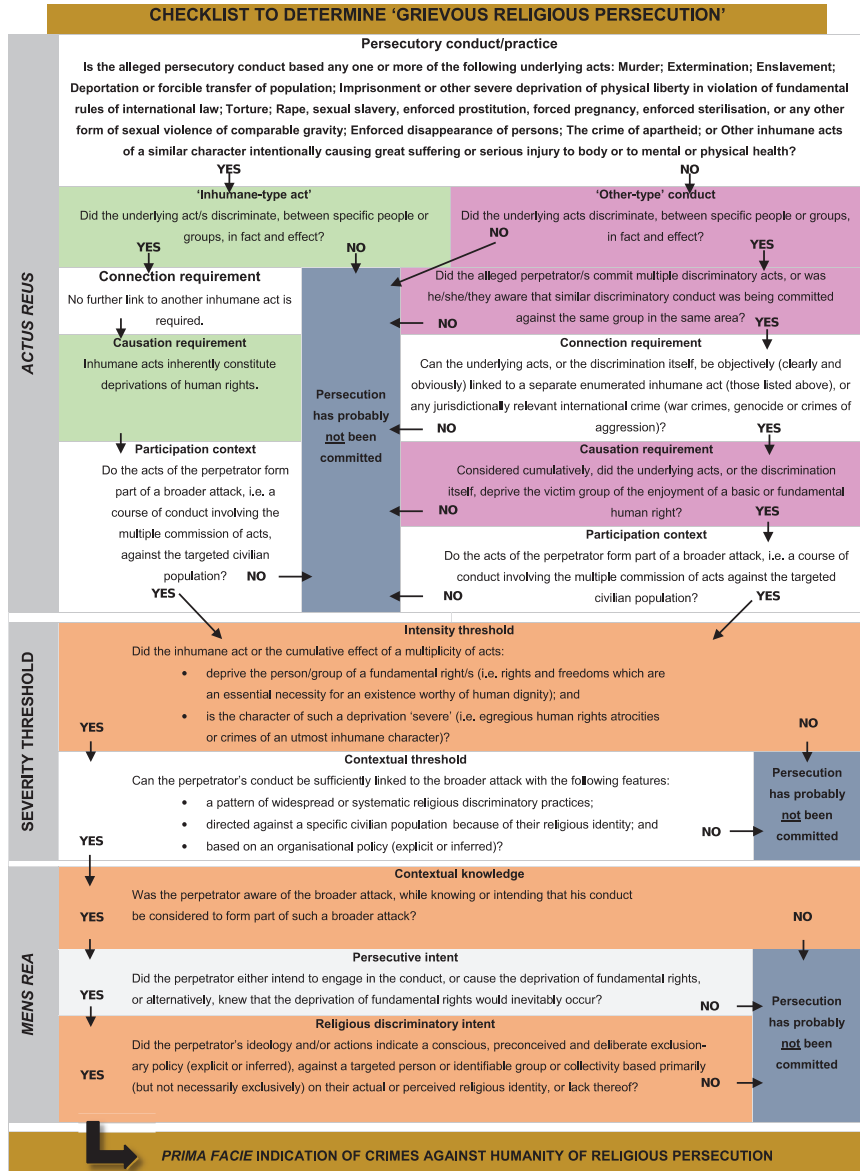 CHECKLIST TO DETERMINE ‘GRIEVOUS RELIGIOUS PERSECUTION’
ACTUS REUS
Persecutory conduct/practice
Is the alleged persecutory conduct based any one or more of the following underlying acts: Murder; Extermination; Enslavement;
Deportation or forcible transfer of population; Imprisonment or other severe deprivation of physical liberty in violation of fundamental
rules of international law; Torture; Rape, sexual slavery, enforced prostitution, forced pregnancy, enforced sterilisation, or any other
form of sexual violence of comparable gravity; Enforced disappearance of persons; The crime of apartheid; or Other inhumane acts
of a similar character intentionally causing great suffering or serious injury to body or to mental or physical health?
YES
NO
‘Inhumane-type act’
Did the underlying act/s discriminate, between specific people or
groups, in fact and effect?
YES
NO
Connection requirement
No further link to another inhumane act is
required.
Causation requirement
Inhumane acts inherently constitute
deprivations of human rights.
Participation context
Do the acts of the perpetrator form
part of a broader attack, i.e. a
course of conduct involving the
multiple commission of acts,
against the targeted civilian
population?
NO
YES
Persecution
has probably
not been
committed
‘Other-type’ conduct
Did the underlying acts discriminate, between specific people or groups,
in fact and effect?
NO
YES
Did the alleged perpetrator/s commit multiple discriminatory acts, or was
he/she/they aware that similar discriminatory conduct was being committed
against the same group in the same area?
NO
YES
Connection requirement
Can the underlying acts, or the discrimination itself, be objectively (clearly and
obviously) linked to a separate enumerated inhumane act (those listed above), or
any jurisdictionally relevant international crime (war crimes, genocide or crimes of
aggression)?
NO
YES
Causation requirement
Considered cumulatively, did the underlying acts, or the discrimination
itself, deprive the victim group of the enjoyment of a basic or fundamental
human right?
NO
YES
Participation context
Do the acts of the perpetrator form part of a broader attack, i.e. a course of
conduct involving the multiple commission of acts against the targeted
civilian population?
NO
YES
SEVERITY THRESHOLD
Intensity threshold
Did the inhumane act or the cumulative effect of a multiplicity of acts:
• deprive the person/group of a fundamental right/s (i.e. rights and freedoms which are
an essential necessity for an existence worthy of human dignity); and
• is the character of such a deprivation ‘severe’ (i.e. egregious human rights atrocities
or crimes of an utmost inhumane character)?
YES
NO
Contextual threshold
Can the perpetrator’s conduct be sufficiently linked to the broader attack with the following features:
• a pattern of widespread or systematic religious discriminatory practices;
• directed against a specific civilian population because of their religious identity; and
• based on an organisational policy (explicit or inferred)?
YES
NO
Persecution
has probably
not been
committed
MENS REA
Contextual knowledge
Was the perpetrator aware of the broader attack, while knowing or intending that his conduct
be considered to form part of such a broader attack?
YES
NO
Persecutive intent
Did the perpetrator either intend to engage in the conduct, or cause the deprivation of fundamental rights,
or alternatively, knew that the deprivation of fundamental rights would inevitably occur?
YES
NO
Religious discriminatory intent
Did the perpetrator’s ideology and/or actions indicate a conscious, preconceived and deliberate exclusion-
ary policy (explicit or inferred), against a targeted person or identifiable group or collectivity based primarily
(but not necessarily exclusively) on their actual or perceived religious identity, or lack thereof?
YES
NO
Persecution
has probably
not been
committed
PRIMA FACIE INDICATION OF CRIMES AGAINST HUMANITY OF RELIGIOUS PERSECUTION